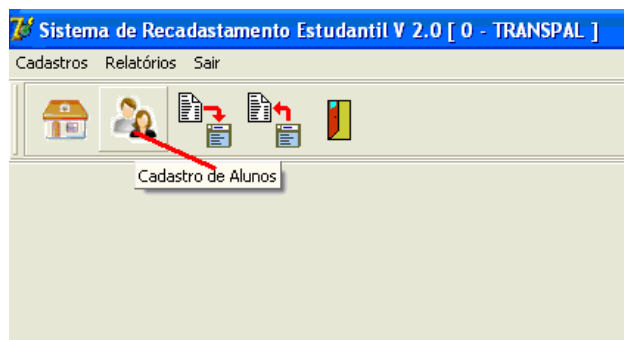 Sistema de Recadastamento Estudantil V 2.0 [ 0 - TRANSPAL ]
Cadastros Relatórios Sair
Cadastro de Alunos